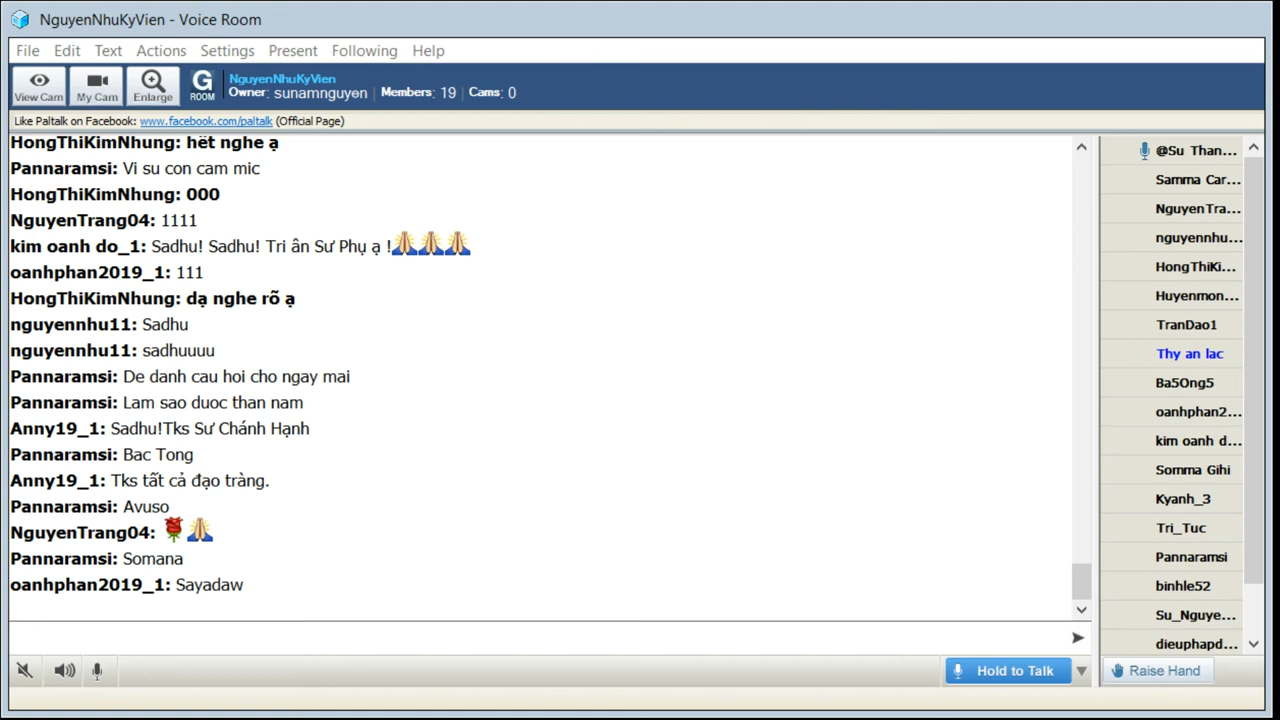 NguyenNhuKyVien - Voice Room
File Edit Text Actions Settings Present Following Help
View Cam My Cam Enlarge G ROOM
NguyenNhuKyVien
Owner: sunamnguyen | Members: 19 | Cams: 0
Like Paltalk on Facebook: www.facebook.com/paltalk (Official Page)
HongThiKimNhung: hết nghe ạ
Pannaramsi: Vi su con cam mic
HongThiKimNhung: 000
NguyenTrang04: 1111
kim oanh do_1: Sadhu! Sadhu! Tri ân Sư Phụ ạ !🙏🙏🙏
oanhphan2019_1: 111
HongThiKimNhung: dạ nghe rõ ạ
nguyennhu11: Sadhu
nguyennhu11: sadhuuuu
Pannaramsi: De danh cau hoi cho ngay mai
Pannaramsi: Lam sao duoc than nam
Anny19_1: Sadhu!Tks Sư Chánh Hạnh
Pannaramsi: Bac Tong
Anny19_1: Tks tất cả đạo tràng.
Pannaramsi: Avuso
NguyenTrang04: 🌹🙏
Pannaramsi: Somana
oanhphan2019_1: Sayadaw
@Su Than...
Samma Car...
NguyenTra...
nguyennhu...
HongThiKi...
Huyenmon...
TranDao1
Thy an lac
Ba5Ong5
oanhphan2...
kim oanh d...
Somma Gihi
Kyanh_3
Tri_Tuc
Pannaramsi
binhle52
Su_Nguye...
dieuphapd...
Hold to Talk
Raise Hand